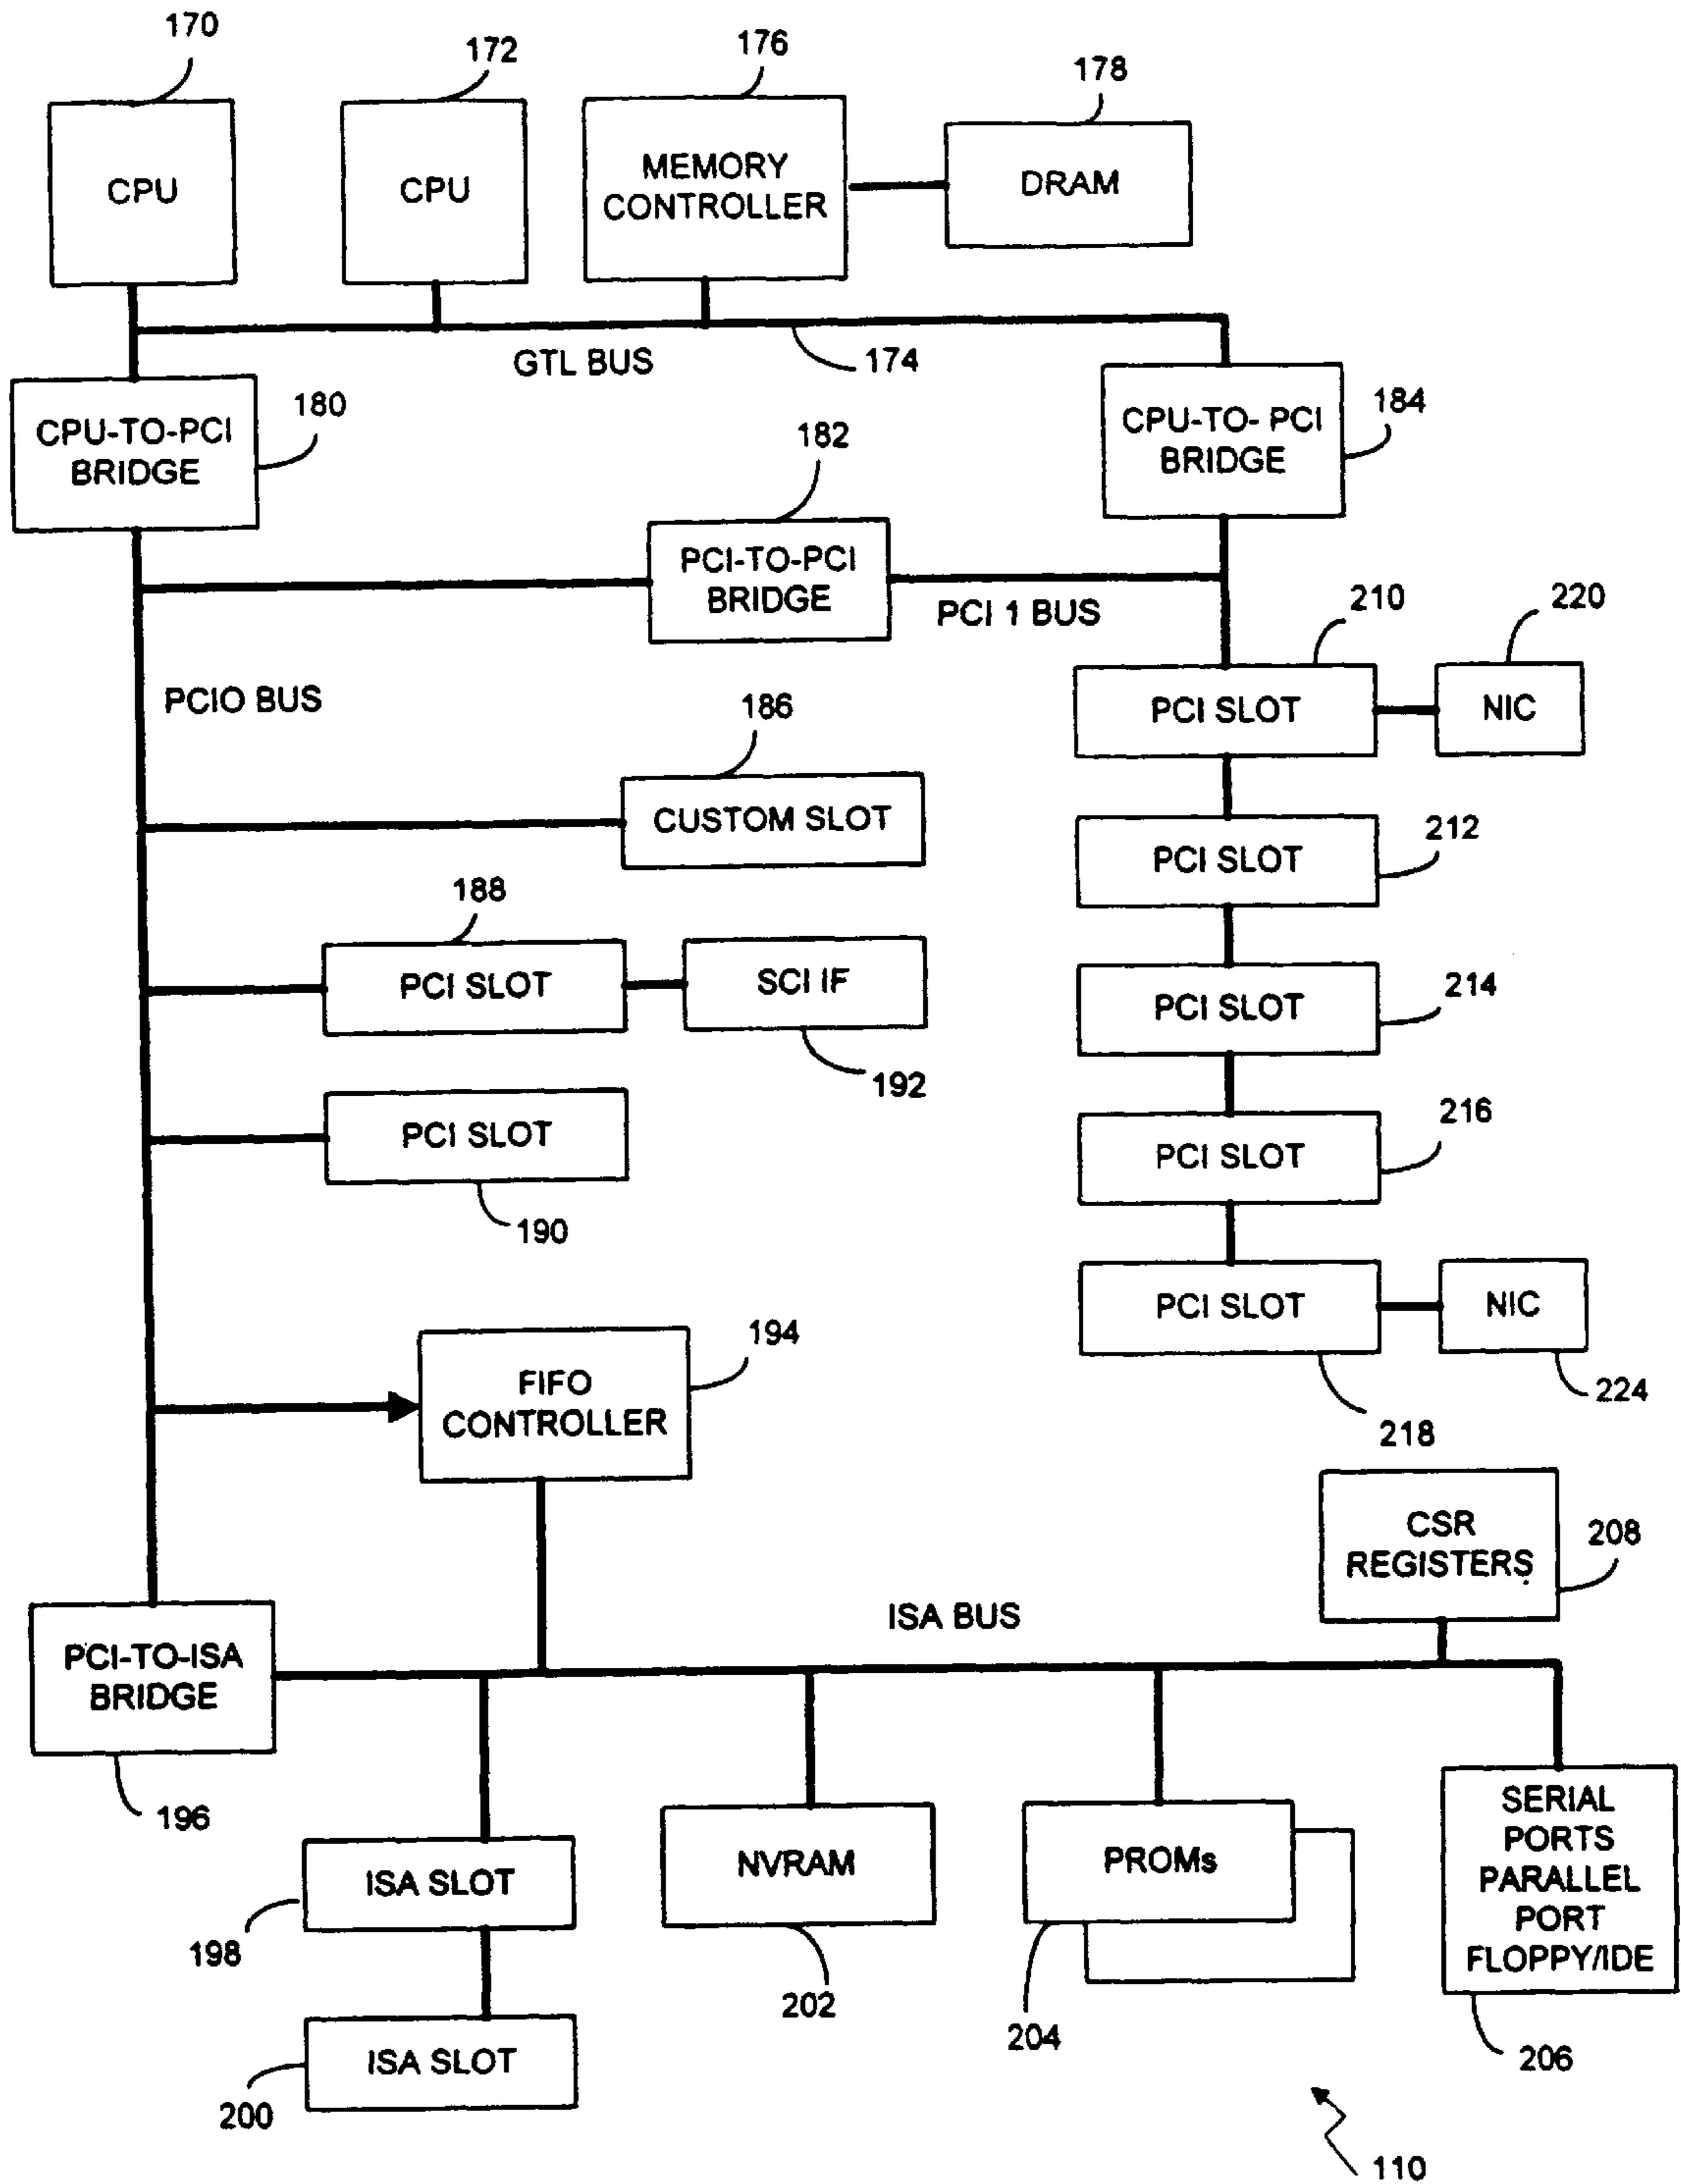 170
172
176
178
CPU
CPU
MEMORY
CONTROLLER
DRAM
GTL BUS
174
CPU-TO-PCI
BRIDGE
180
182
CPU-TO- PCI
BRIDGE
184
PCI-TO-PCI
BRIDGE
PCI 1 BUS
210
220
PCIO BUS
PCI SLOT
NIC
186
CUSTOM SLOT
PCI SLOT
212
188
PCI SLOT
SCI IF
192
PCI SLOT
214
PCI SLOT
190
PCI SLOT
216
PCI SLOT
NIC
224
218
FIFO
CONTROLLER
194
CSR
REGISTERS
208
ISA BUS
PCI-TO-ISA
BRIDGE
196
ISA SLOT
198
NVRAM
202
PROMs
204
SERIAL
PORTS
PARALLEL
PORT
FLOPPY/IDE
206
ISA SLOT
200
110